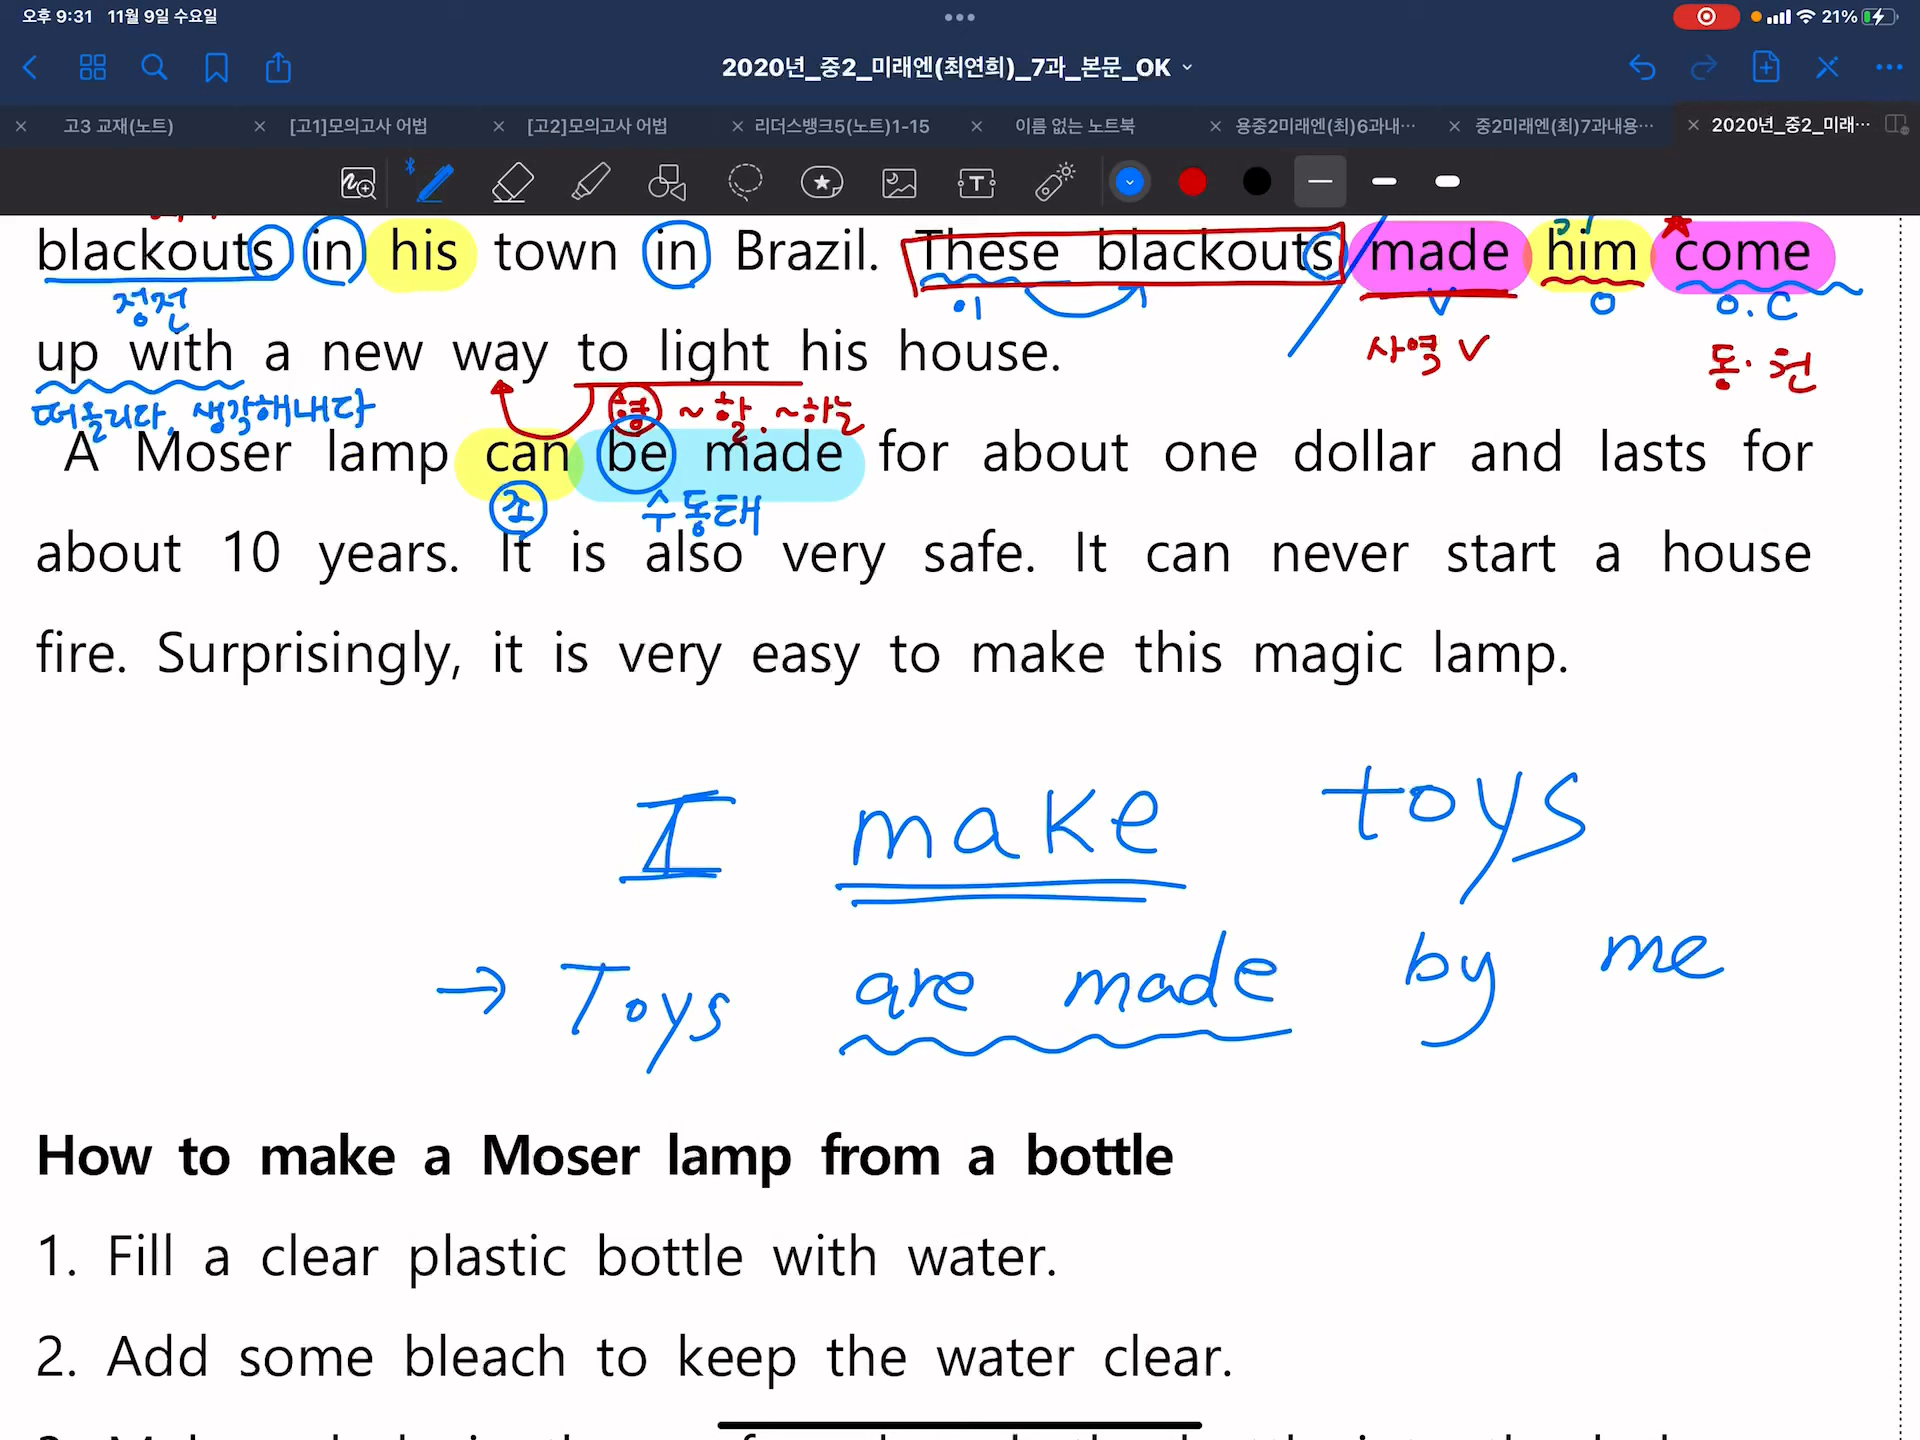 오후 9:31 11월 9일 수요일 21%
2020년_중2_미래엔(최연희)_7과_본문_OK
고3 교재(노트) [고1]모의고사 어법 [고2]모의고사 어법 리더스뱅크5(노트)1-15 이름 없는 노트북 용중2미래엔(최)6과내… 중2미래엔(최)7과내용… 2020년_중2_미래…
blackouts in his town in Brazil. These blackouts made him come
정전 이 V O O.C
up with a new way to light his house.
사역 V 동.원
떠올리다, 생각해내다 형 ~할, ~하는
A Moser lamp can be made for about one dollar and lasts for
조 수동태
about 10 years. It is also very safe. It can never start a house
fire. Surprisingly, it is very easy to make this magic lamp.
I make toys
→ Toys are made by me
How to make a Moser lamp from a bottle
1. Fill a clear plastic bottle with water.
2. Add some bleach to keep the water clear.